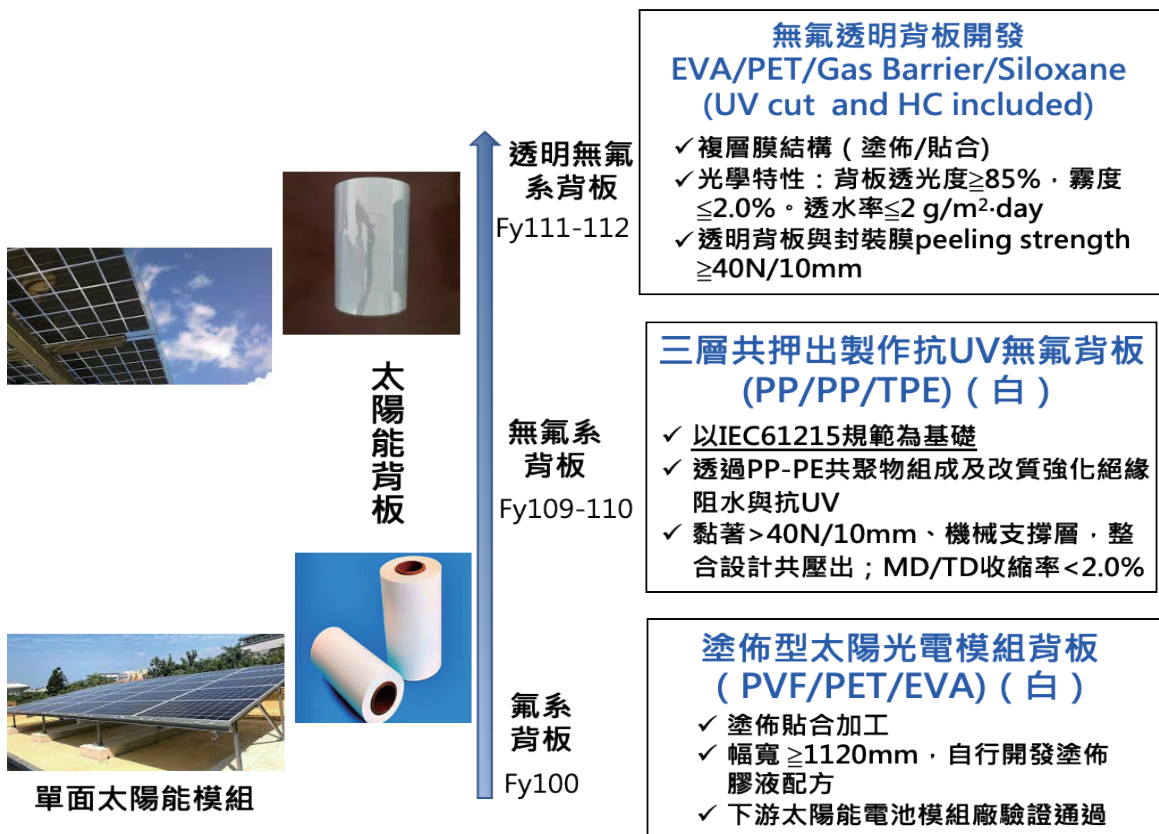 無氟透明背板開發
EVA/PET/Gas Barrier/Siloxane
(UV cut and HC included)
✓ 複層膜結構（塗佈/貼合)
✓ 光學特性：背板透光度≧85%，霧度
≦2.0%。透水率≦2 g/m²·day
✓ 透明背板與封裝膜peeling strength
≧40N/10mm
透明無氟
系背板
Fy111-112
太陽能背板
三層共押出製作抗UV無氟背板
(PP/PP/TPE)（白）
✓ 以IEC61215規範為基礎
✓ 透過PP-PE共聚物組成及改質強化絕緣
阻水與抗UV
✓ 黏著>40N/10mm、機械支撐層，整
合設計共壓出；MD/TD收縮率<2.0%
無氟系
背板
Fy109-110
塗佈型太陽光電模組背板
（PVF/PET/EVA)（白）
✓ 塗佈貼合加工
✓ 幅寬 ≧1120mm，自行開發塗佈
膠液配方
✓ 下游太陽能電池模組廠驗證通過
氟系
背板
Fy100
單面太陽能模組